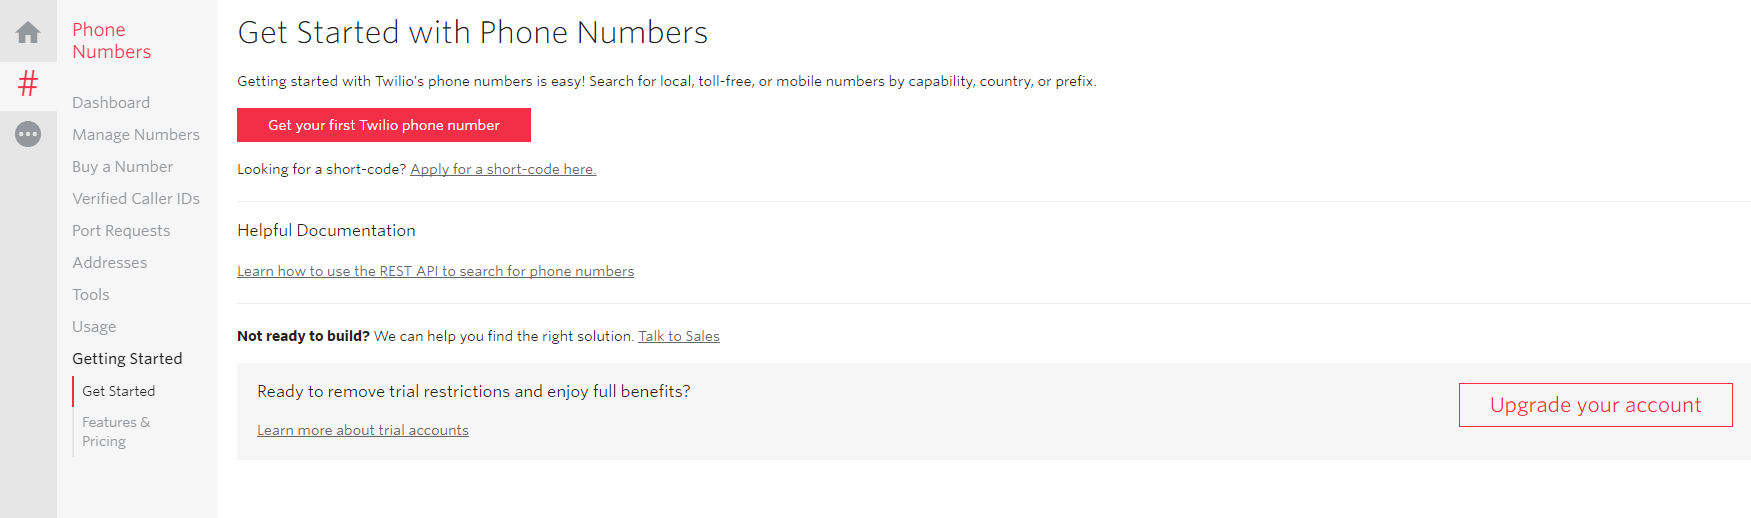 Phone
Numbers
Dashboard
Manage Numbers
Buy a Number
Verified Caller IDs
Port Requests
Addresses
Tools
Usage
Getting Started
Get Started
Features &
Pricing
Get Started with Phone Numbers
Getting started with Twilio's phone numbers is easy! Search for local, toll-free, or mobile numbers by capability, country, or prefix.
Get your first Twilio phone number
Looking for a short-code? Apply for a short-code here.
Helpful Documentation
Learn how to use the REST API to search for phone numbers
Not ready to build? We can help you find the right solution. Talk to Sales
Ready to remove trial restrictions and enjoy full benefits?
Learn more about trial accounts
Upgrade your account